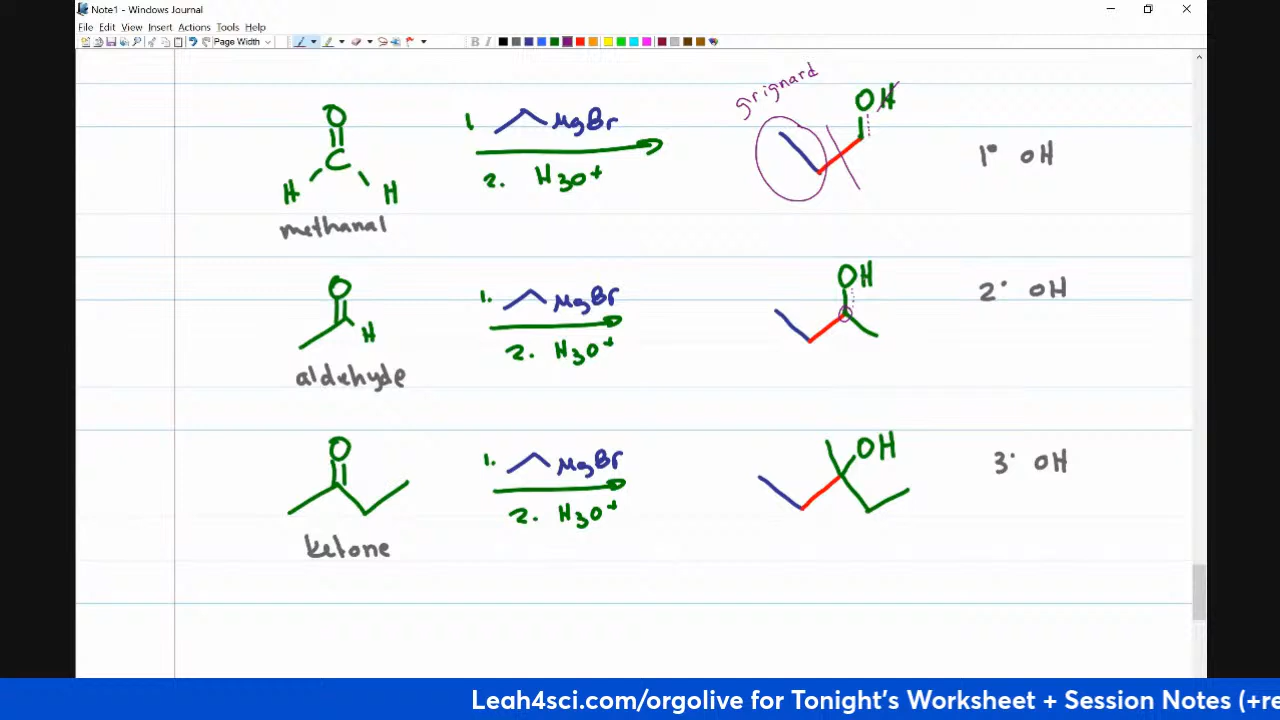 Note1 - Windows Journal
File Edit View Insert Actions Tools Help
Page Width
B I
grignard
O
C
H H
methanal
1. MgBr
2. H3O+
OH
1° OH
O
H
aldehyde
1. MgBr
2. H3O+
OH
2° OH
O
ketone
1. MgBr
2. H3O+
OH
3° OH
Leah4sci.com/orgolive for Tonight's Worksheet + Session Notes (+re